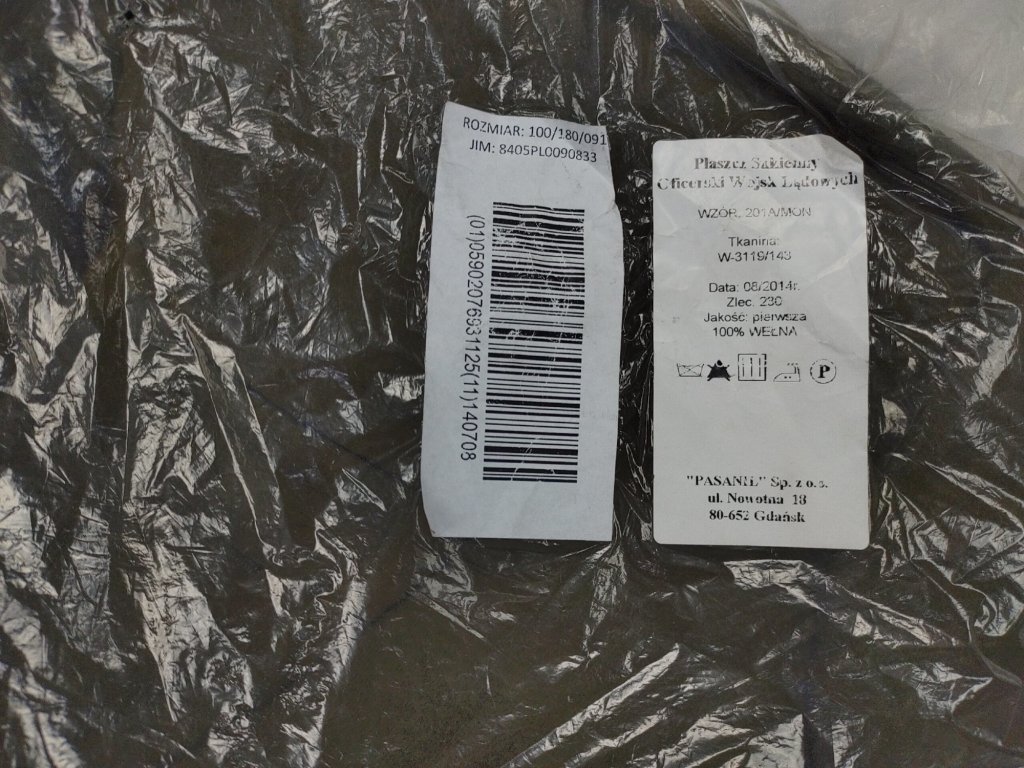 ROZMIAR: 100/180/091
JIM: 8405PL0090833
(01)05902076931125(11)140708
Płaszcz Sukienny
Oficerski Wojsk Lądowych
WZÓR. 201A/MON
Tkanina:
W-3119/143
Data: 08/2014r.
Zlec. 230
Jakość: pierwsza
100% WEŁNA
P
"PASANIL" Sp. z o.o.
ul. Nowotna 18
80-652 Gdańsk